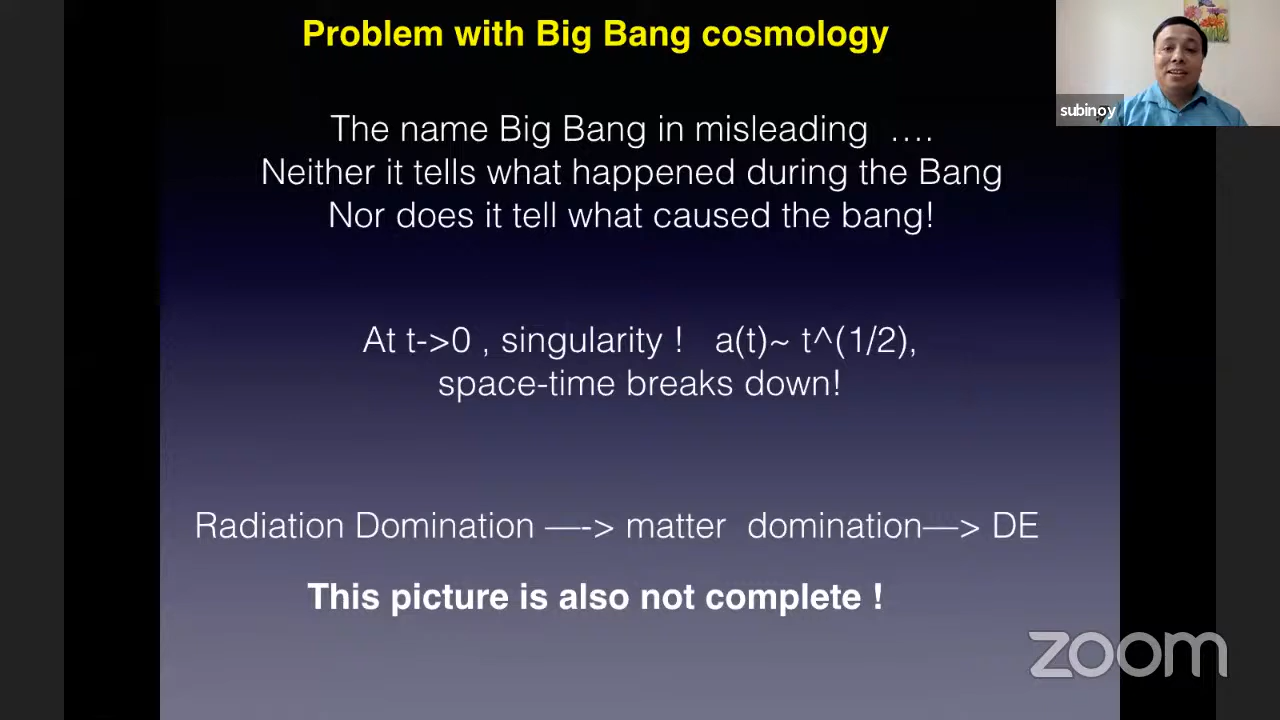 Problem with Big Bang cosmology
subinoy
The name Big Bang in misleading ….
Neither it tells what happened during the Bang
Nor does it tell what caused the bang!
At t->0 , singularity ! a(t)~ t^(1/2),
space-time breaks down!
Radiation Domination —-> matter domination—> DE
This picture is also not complete !
zoom